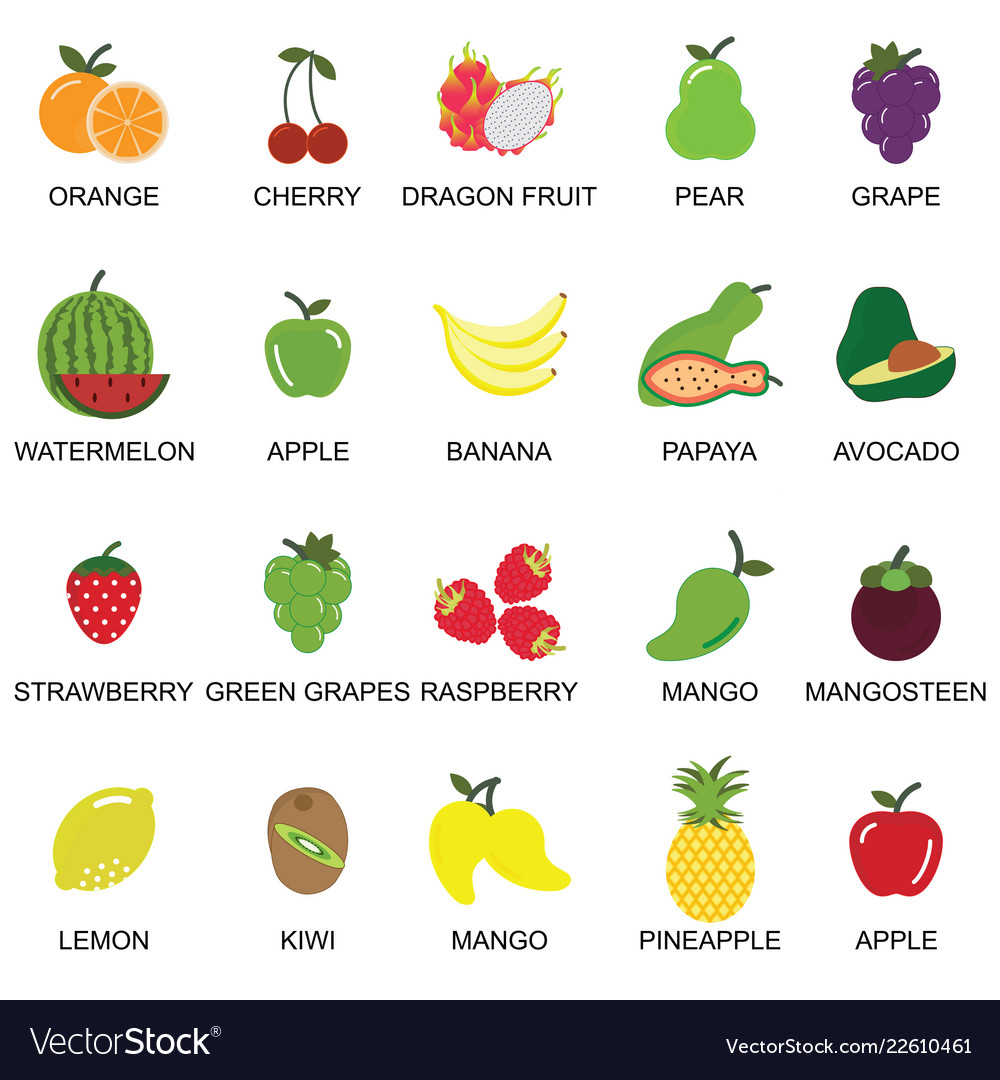 ORANGE CHERRY DRAGON FRUIT PEAR GRAPE
WATERMELON APPLE BANANA PAPAYA AVOCADO
STRAWBERRY GREEN GRAPES RASPBERRY MANGO MANGOSTEEN
LEMON KIWI MANGO PINEAPPLE APPLE
VectorStock® VectorStock.com/22610461